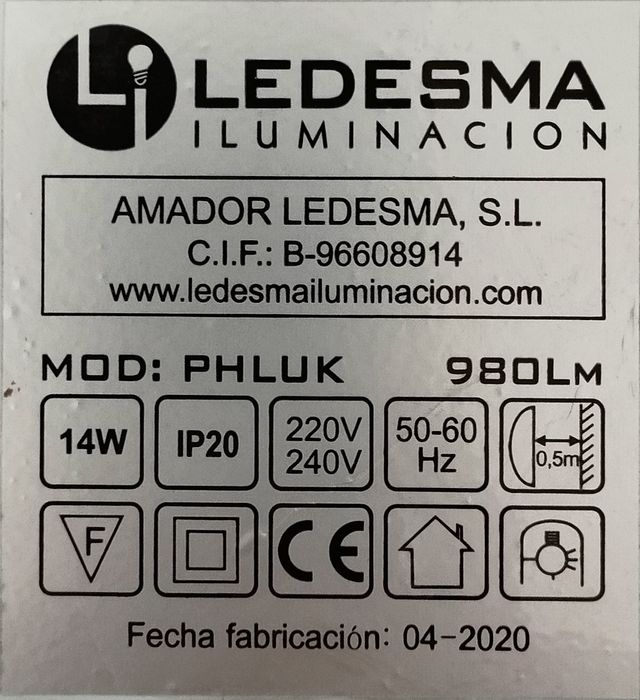 Li LEDESMA
ILUMINACION
AMADOR LEDESMA, S.L.
C.I.F.: B-96608914
www.ledesmailuminacion.com
MOD: PHLUK 980LM
14W IP20 220V 240V 50-60 Hz 0,5m
F CE
Fecha fabricación: 04-2020